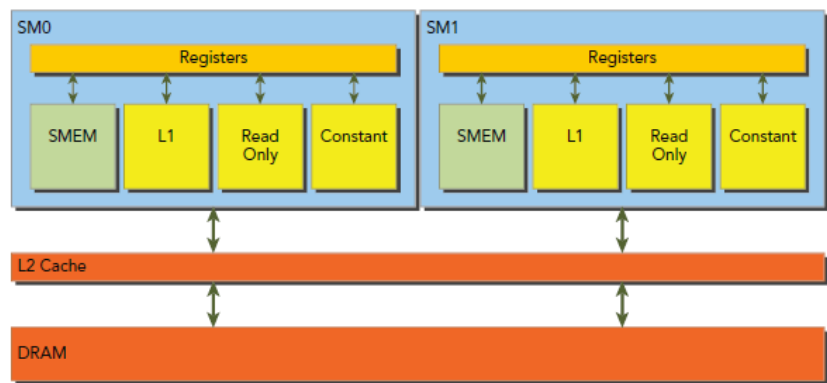 SM0
Registers
SMEM
L1
Read
Only
Constant
SM1
Registers
SMEM
L1
Read
Only
Constant
L2 Cache
DRAM